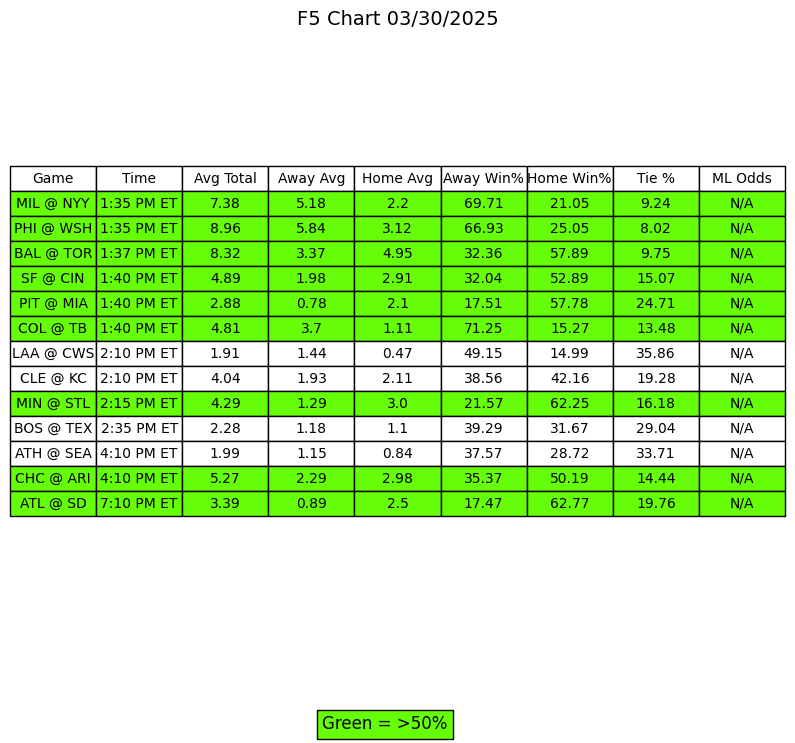 F5 Chart 03/30/2025
Game Time Avg Total Away Avg Home Avg Away Win% Home Win% Tie % ML Odds
MIL @ NYY 1:35 PM ET 7.38 5.18 2.2 69.71 21.05 9.24 N/A
PHI @ WSH 1:35 PM ET 8.96 5.84 3.12 66.93 25.05 8.02 N/A
BAL @ TOR 1:37 PM ET 8.32 3.37 4.95 32.36 57.89 9.75 N/A
SF @ CIN 1:40 PM ET 4.89 1.98 2.91 32.04 52.89 15.07 N/A
PIT @ MIA 1:40 PM ET 2.88 0.78 2.1 17.51 57.78 24.71 N/A
COL @ TB 1:40 PM ET 4.81 3.7 1.11 71.25 15.27 13.48 N/A
LAA @ CWS 2:10 PM ET 1.91 1.44 0.47 49.15 14.99 35.86 N/A
CLE @ KC 2:10 PM ET 4.04 1.93 2.11 38.56 42.16 19.28 N/A
MIN @ STL 2:15 PM ET 4.29 1.29 3.0 21.57 62.25 16.18 N/A
BOS @ TEX 2:35 PM ET 2.28 1.18 1.1 39.29 31.67 29.04 N/A
ATH @ SEA 4:10 PM ET 1.99 1.15 0.84 37.57 28.72 33.71 N/A
CHC @ ARI 4:10 PM ET 5.27 2.29 2.98 35.37 50.19 14.44 N/A
ATL @ SD 7:10 PM ET 3.39 0.89 2.5 17.47 62.77 19.76 N/A
Green = >50%